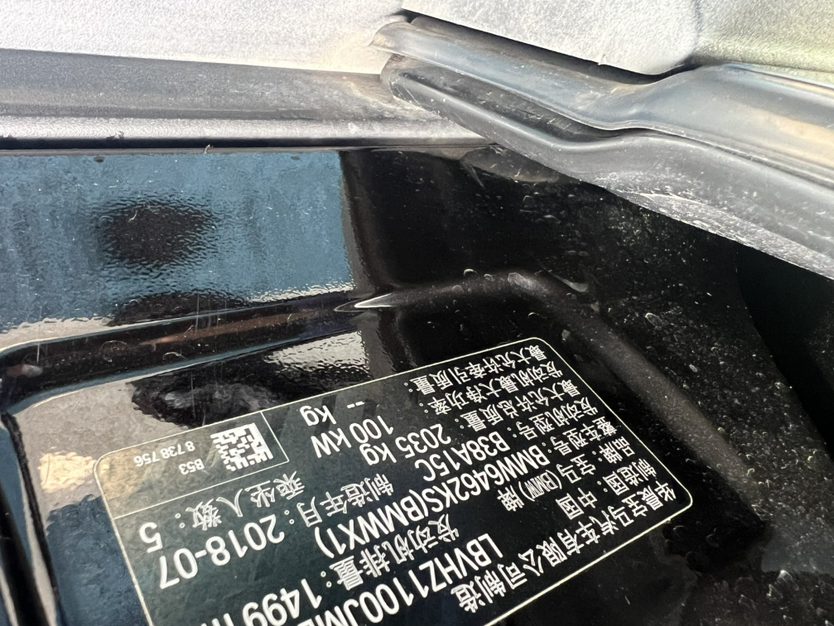 华晨宝马汽车有限公司制造
制造国：中国
LBVHZ1100JM
品牌：宝马(BMW)牌
整车型号：BMW6462KS(BMWX1)
发动机型号：B38A15C
发动机排量：1499
最大允许总质量：2035 kg
制造年月：2018-07
发动机最大净功率：100 kW
乘坐人数：5
最大允许牵引质量：-- kg
B53
8 738 756